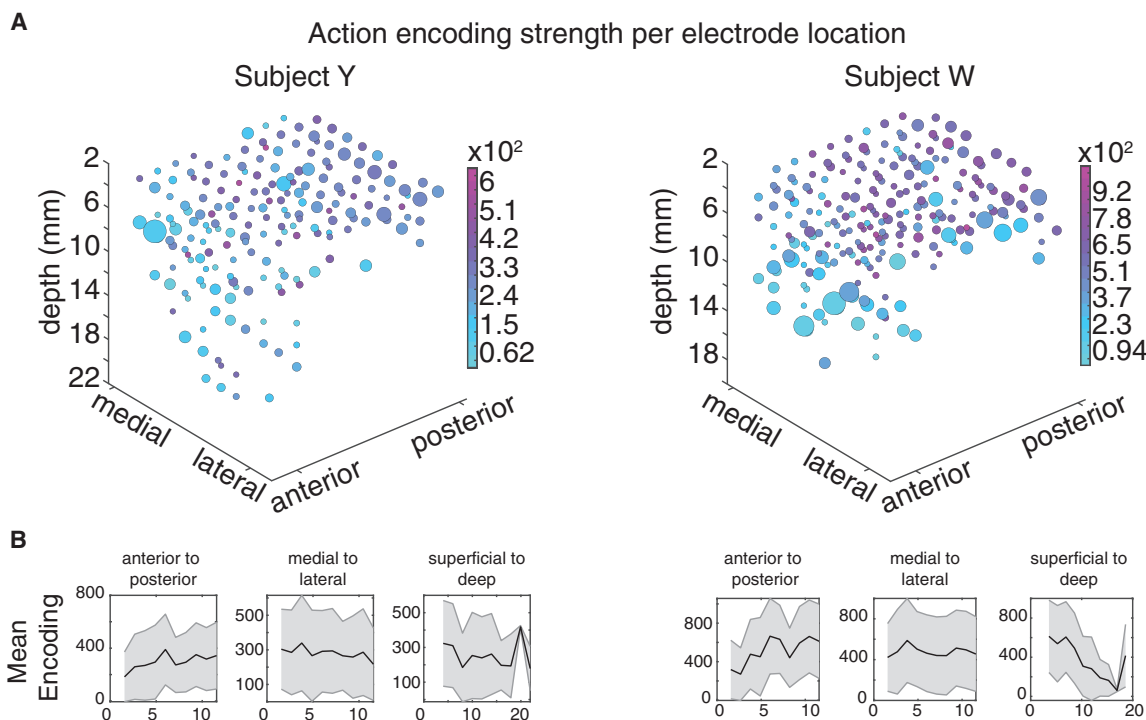 A
Action encoding strength per electrode location
Subject Y
Subject W
2
6
10
14
18
22
depth (mm)
medial
lateral
anterior
posterior
x10²
6
5.1
4.2
3.3
2.4
1.5
0.62
2
6
10
14
18
depth (mm)
medial
lateral
anterior
posterior
x10²
9.2
7.8
6.5
5.1
3.7
2.3
0.94
B
Mean
Encoding
anterior to
posterior
800
400
0
0 5 10
medial to
lateral
500
300
100
0 5 10
superficial to
deep
500
300
100
0 10 20
anterior to
posterior
800
400
0
0 5 10
medial to
lateral
800
400
0
0 5 10
superficial to
deep
800
400
0
0 10 20